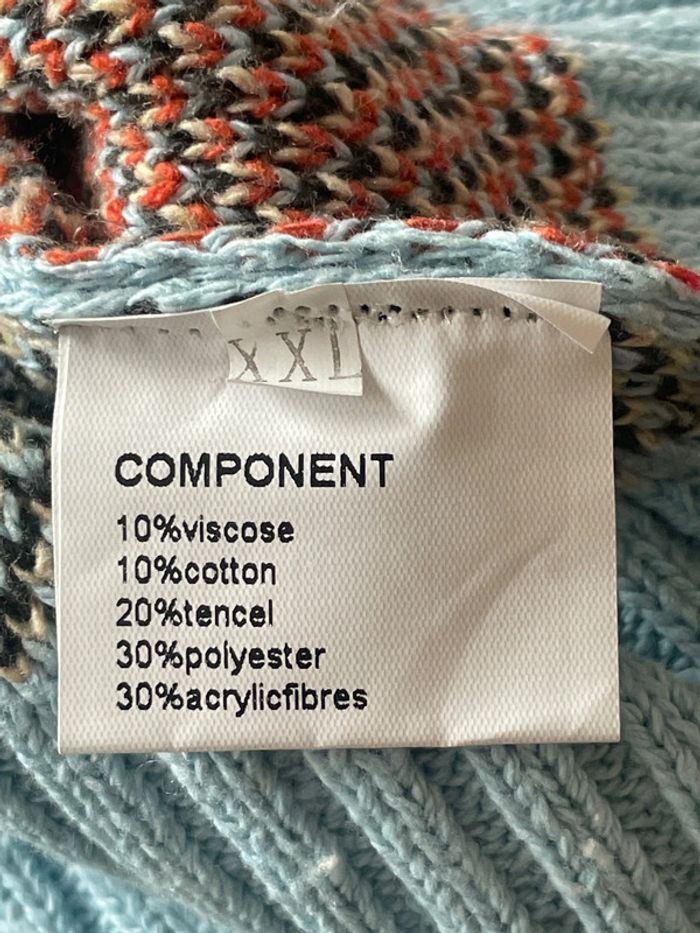 XXL
COMPONENT
10%viscose
10%cotton
20%tencel
30%polyester
30%acrylicfibres